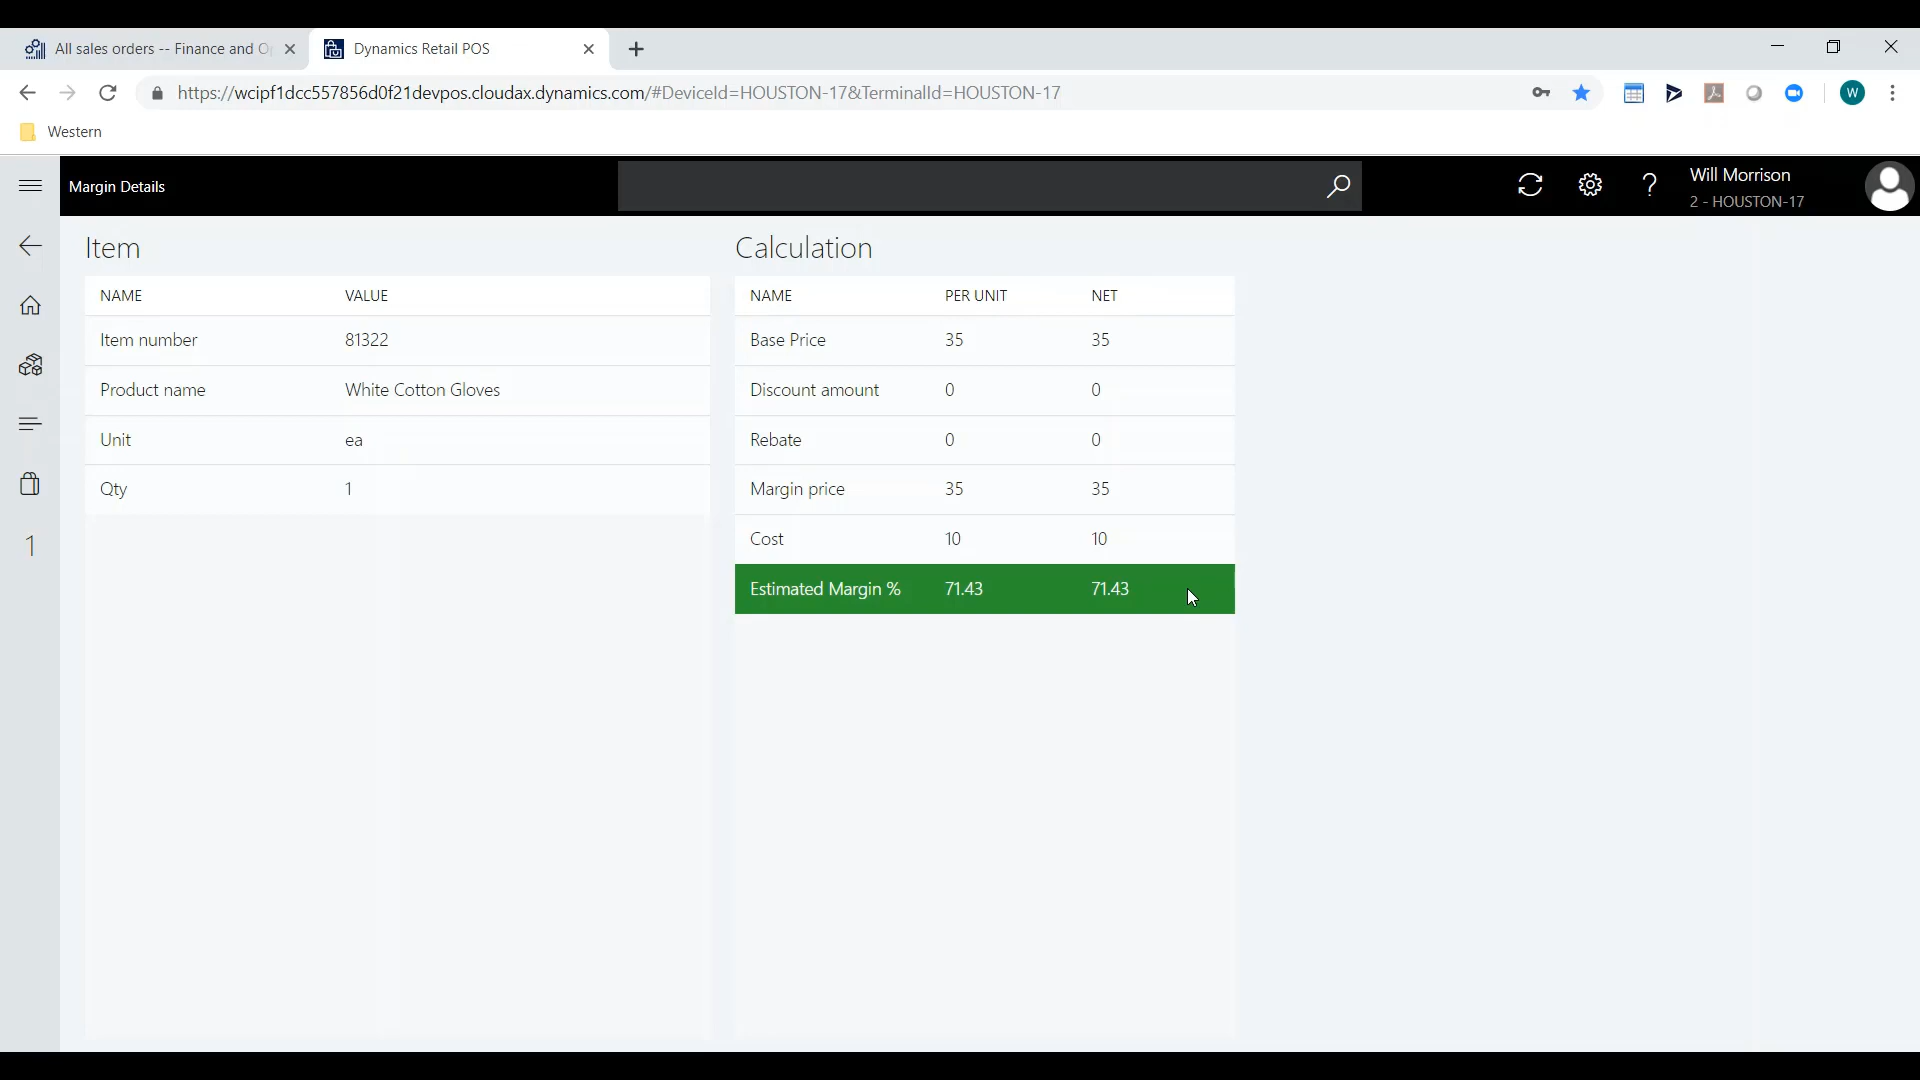 All sales orders -- Finance and O
Dynamics Retail POS
https://wcipf1dcc557856d0f21devpos.cloudax.dynamics.com/#DeviceId=HOUSTON-17&TerminalId=HOUSTON-17
W
Western
Margin Details
Will Morrison
2 - HOUSTON-17
Item
Calculation
NAME VALUE
NAME PER UNIT NET
Item number 81322
Base Price 35 35
Product name White Cotton Gloves
Discount amount 0 0
Unit ea
Rebate 0 0
Qty 1
Margin price 35 35
Cost 10 10
1
Estimated Margin % 71.43 71.43